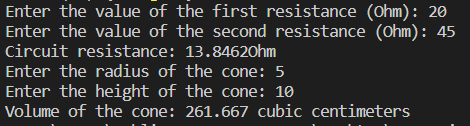 Enter the value of the first resistance (Ohm): 20
Enter the value of the second resistance (Ohm): 45
Circuit resistance: 13.8462Ohm
Enter the radius of the cone: 5
Enter the height of the cone: 10
Volume of the cone: 261.667 cubic centimeters